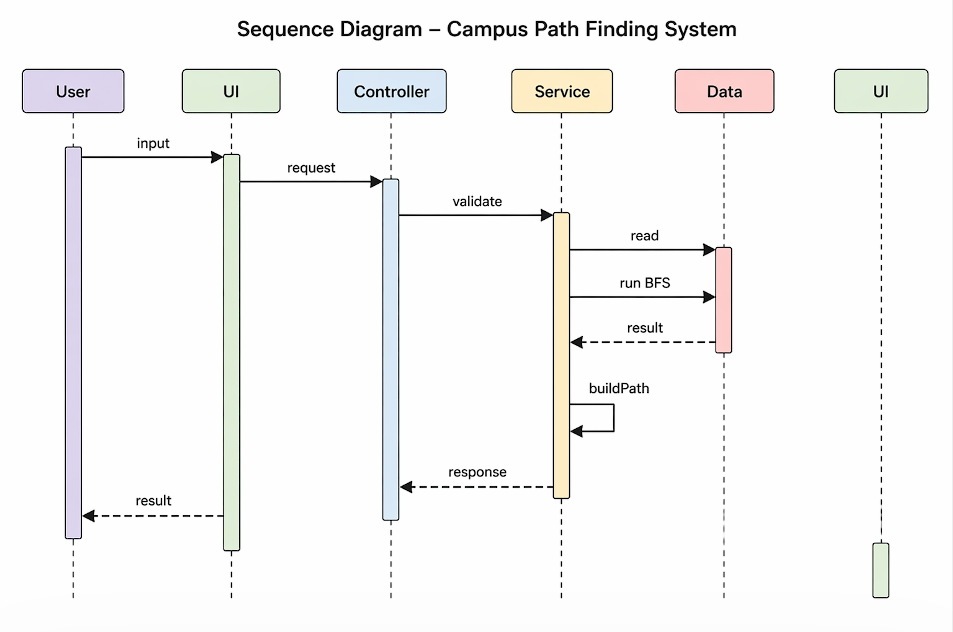 Sequence Diagram – Campus Path Finding System
User
UI
Controller
Service
Data
UI
input
request
validate
read
run BFS
result
buildPath
response
result